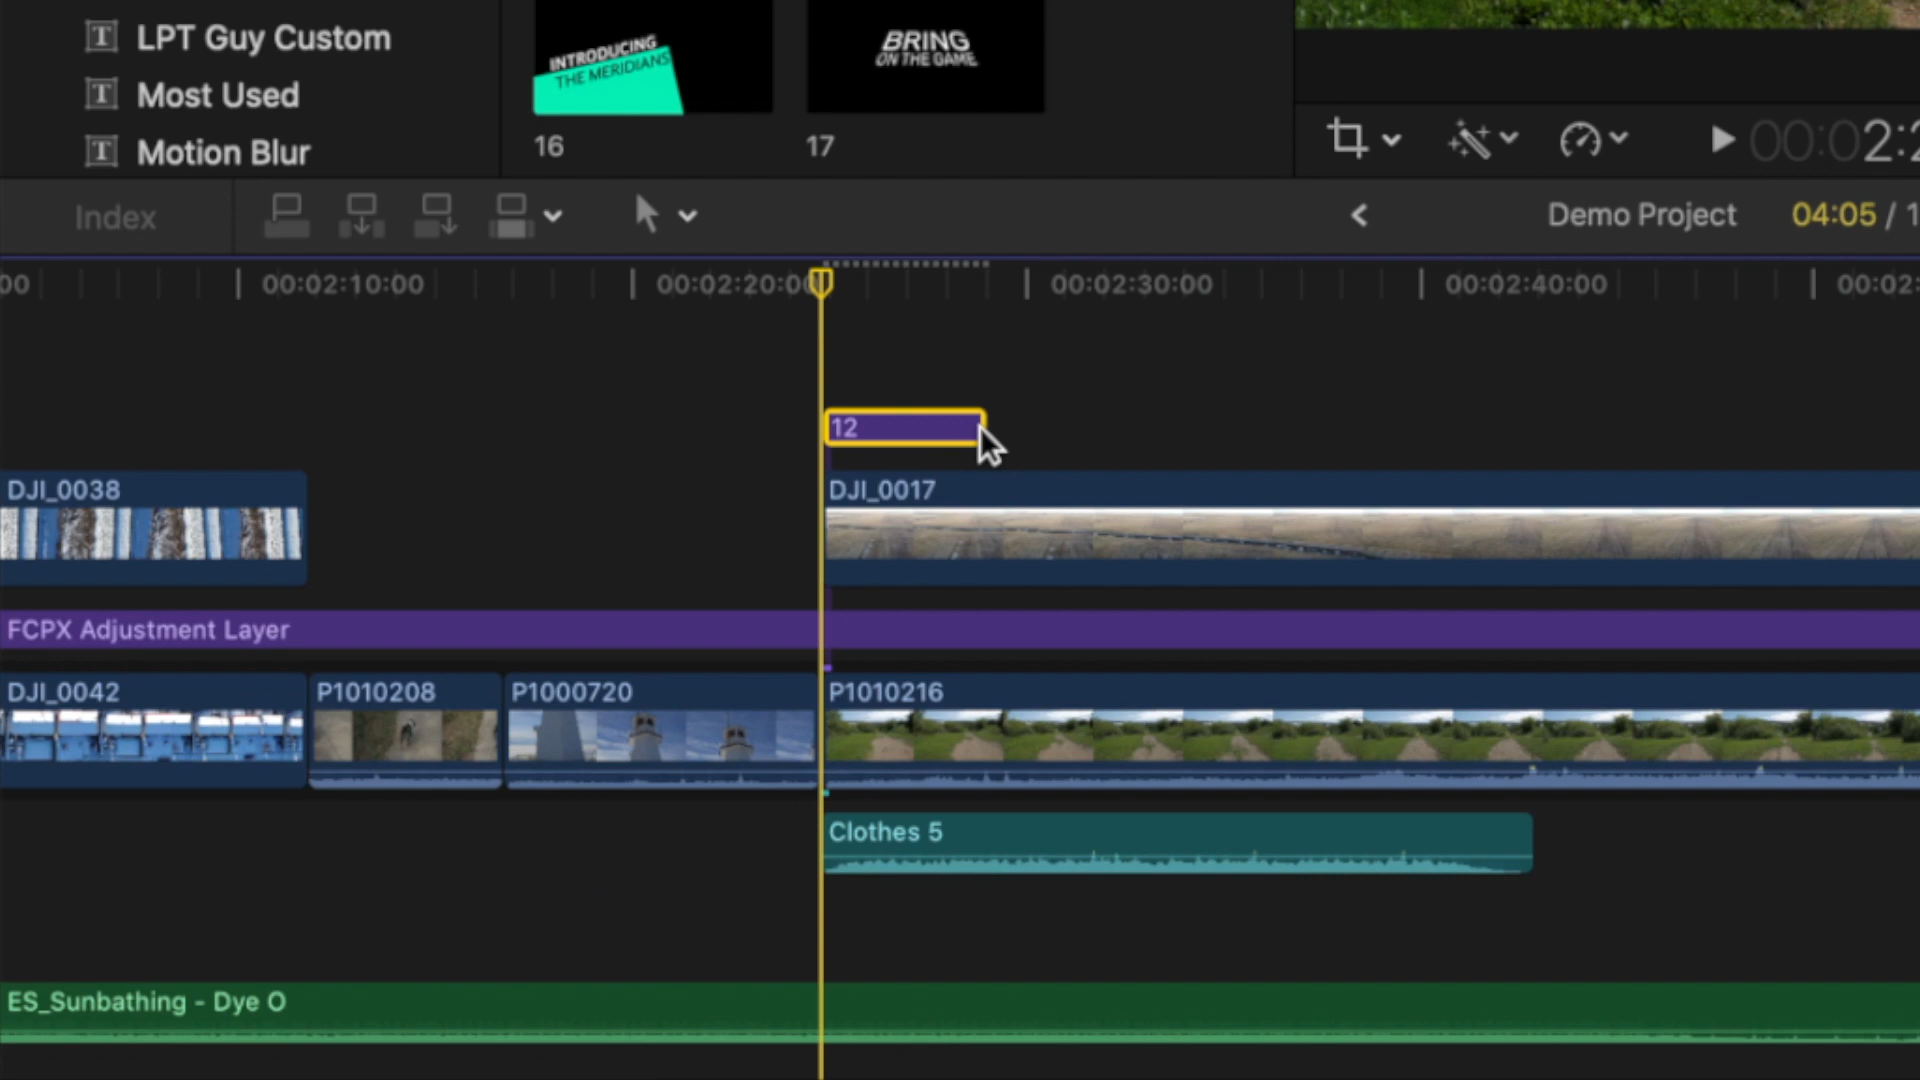 LPT Guy Custom
Most Used
Motion Blur
INTRODUCING
THE MERIDIANS
16
BRING
ON THE GAME
17
00:02:2
Index
Demo Project
04:05 / 1
00
00:02:10:00
00:02:20:00
00:02:30:00
00:02:40:00
00:02:
12
DJI_0038
DJI_0017
FCPX Adjustment Layer
DJI_0042
P1010208
P1000720
P1010216
Clothes 5
ES_Sunbathing - Dye O